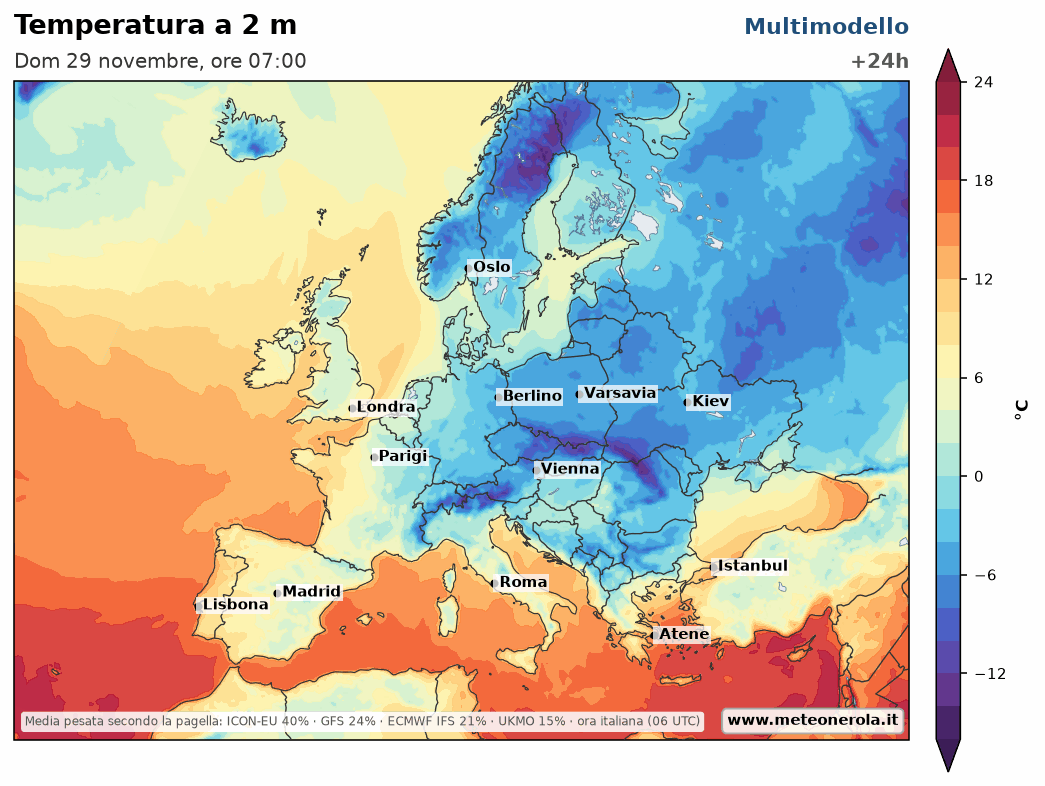 Temperatura a 2 m
Multimodello
Dom 29 novembre, ore 07:00
+24h
24
18
12
6
0
−6
−12
°C
Oslo
Berlino
Varsavia
Kiev
Londra
Parigi
Vienna
Istanbul
Roma
Madrid
Lisbona
Atene
Media pesata secondo la pagella: ICON-EU 40% · GFS 24% · ECMWF IFS 21% · UKMO 15% · ora italiana (06 UTC)
www.meteonerola.it